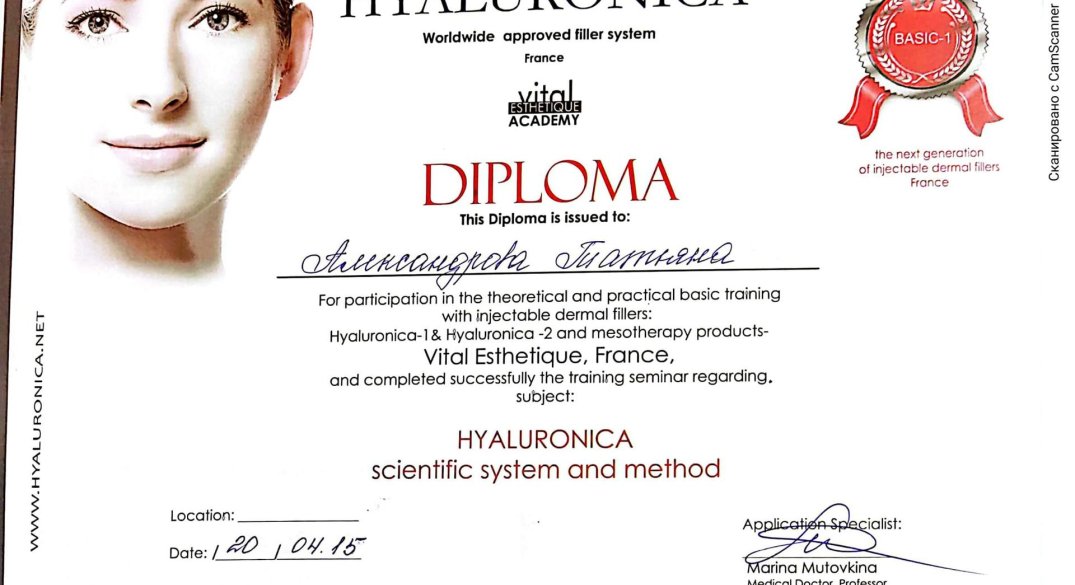 HYALURONICA
Worldwide approved filler system
France
vital
ESTHETIQUE
ACADEMY
BASIC-1
the next generation
of injectable dermal fillers
France
DIPLOMA
This Diploma is issued to:
Александрова Татьяна
For participation in the theoretical and practical basic training
with injectable dermal fillers:
Hyaluronica-1& Hyaluronica -2 and mesotherapy products-
Vital Esthetique, France,
and completed successfully the training seminar regarding,
subject:
HYALURONICA
scientific system and method
Location:
Date: 20 04.15
Application Specialist:
Marina Mutovkina
Medical Doctor, Professor
WWW.HYALURONICA.NET
Сканировано с CamScanner